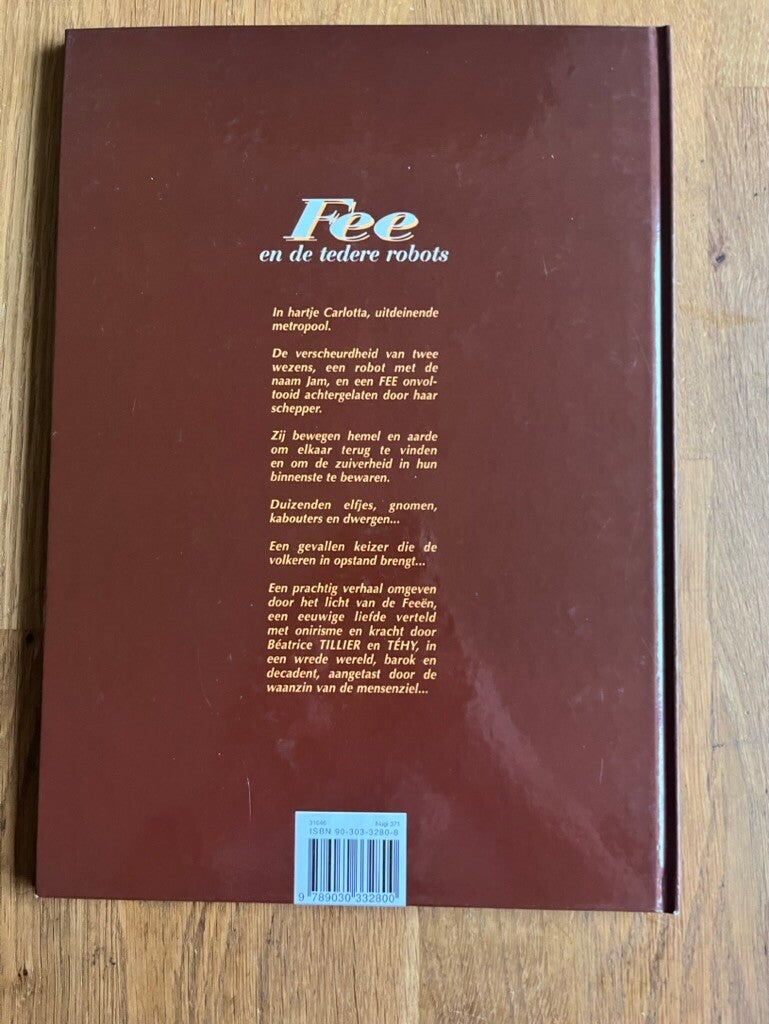 Fee
en de tedere robots
In hartje Carlotta, uitdeinende
metropool.
De verscheurdheid van twee
wezens, een robot met de
naam Jam, en een FEE onvol-
tooid achtergelaten door haar
schepper.
Zij bewegen hemel en aarde
om elkaar terug te vinden
en om de zuiverheid in hun
binnenste te bewaren.
Duizenden elfjes, gnomen,
kabouters en dwergen...
Een gevallen keizer die de
volkeren in opstand brengt...
Een prachtig verhaal omgeven
door het licht van de Feeën,
een eeuwige liefde verteld
met onirisme en kracht door
Béatrice TILLIER en TÉHY, in
een wrede wereld, barok en
decadent, aangetast door de
waanzin van de mensenziel...
31646 Nugi 371
ISBN 90-303-3280-8
9 789030 332800